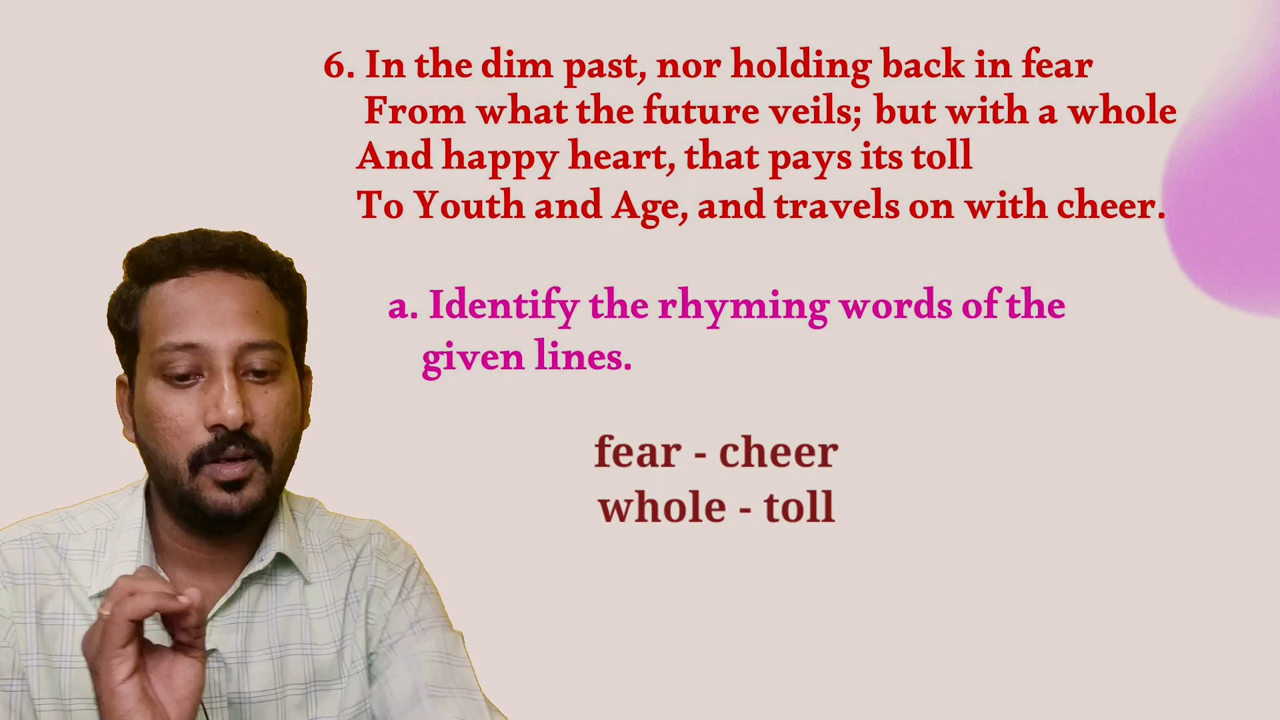 6. In the dim past, nor holding back in fear
From what the future veils; but with a whole
And happy heart, that pays its toll
To Youth and Age, and travels on with cheer.
a. Identify the rhyming words of the
given lines.
fear - cheer
whole - toll